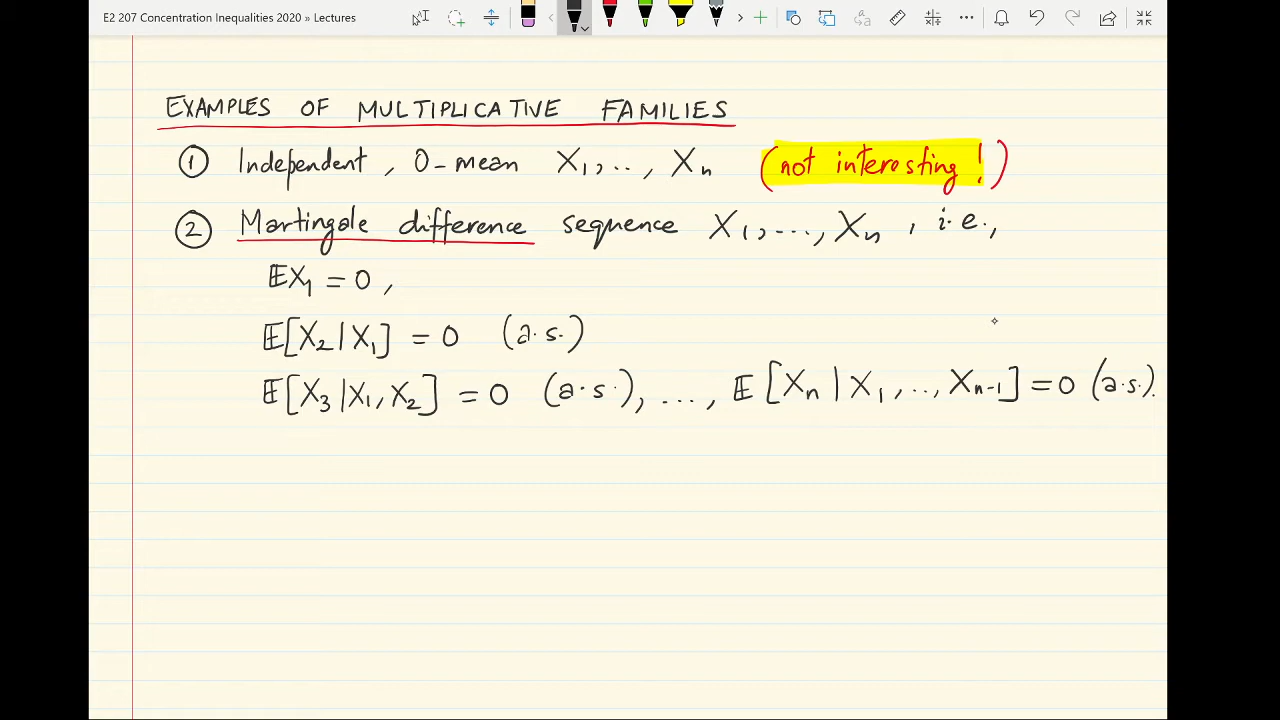 E2 207 Concentration Inequalities 2020 » Lectures
EXAMPLES OF MULTIPLICATIVE FAMILIES
① Independent, 0-mean X₁, .., Xₙ (not interesting!)
② Martingale difference sequence X₁, ..., Xₙ, i.e.,
𝔼X₁ = 0,
𝔼[X₂|X₁] = 0 (a.s.)
𝔼[X₃|X₁, X₂] = 0 (a.s.), ..., 𝔼[Xₙ|X₁, .., Xₙ₋₁] = 0 (a.s.).